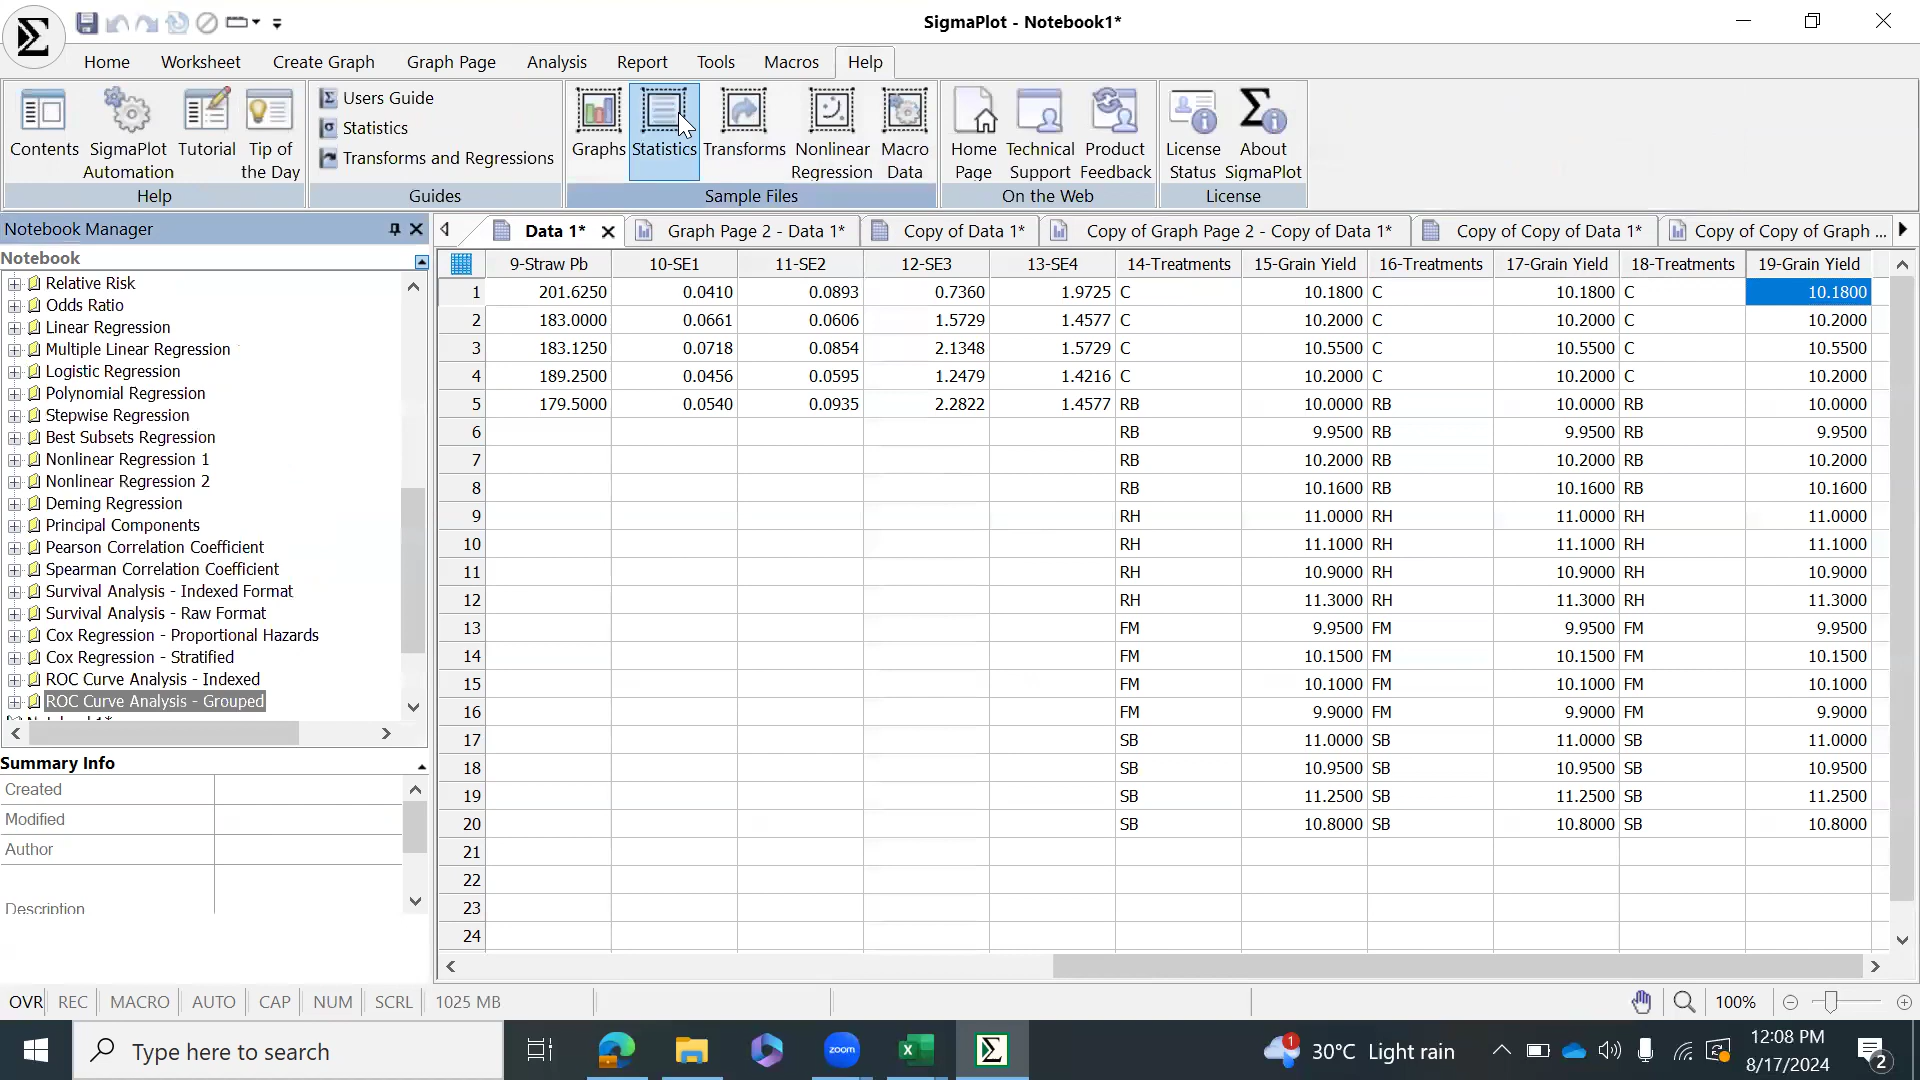 SigmaPlot - Notebook1*
Home Worksheet Create Graph Graph Page Analysis Report Tools Macros Help
Contents SigmaPlot Automation Tutorial Tip of the Day
Help
Users Guide
Statistics
Transforms and Regressions
Guides
Graphs Statistics Transforms Nonlinear Regression Macro Data
Sample Files
Home Page Technical Support Product Feedback
On the Web
License Status About SigmaPlot
License
Notebook Manager
Notebook
Relative Risk
Odds Ratio
Linear Regression
Multiple Linear Regression
Logistic Regression
Polynomial Regression
Stepwise Regression
Best Subsets Regression
Nonlinear Regression 1
Nonlinear Regression 2
Deming Regression
Principal Components
Pearson Correlation Coefficient
Spearman Correlation Coefficient
Survival Analysis - Indexed Format
Survival Analysis - Raw Format
Cox Regression - Proportional Hazards
Cox Regression - Stratified
ROC Curve Analysis - Indexed
ROC Curve Analysis - Grouped
Summary Info
Created
Modified
Author
Description
Data 1* Graph Page 2 - Data 1* Copy of Data 1* Copy of Graph Page 2 - Copy of Data 1* Copy of Copy of Data 1* Copy of Copy of Graph ...
9-Straw Pb 10-SE1 11-SE2 12-SE3 13-SE4 14-Treatments 15-Grain Yield 16-Treatments 17-Grain Yield 18-Treatments 19-Grain Yield
1 201.6250 0.0410 0.0893 0.7360 1.9725 C 10.1800 C 10.1800 C 10.1800
2 183.0000 0.0661 0.0606 1.5729 1.4577 C 10.2000 C 10.2000 C 10.2000
3 183.1250 0.0718 0.0854 2.1348 1.5729 C 10.5500 C 10.5500 C 10.5500
4 189.2500 0.0456 0.0595 1.2479 1.4216 C 10.2000 C 10.2000 C 10.2000
5 179.5000 0.0540 0.0935 2.2822 1.4577 RB 10.0000 RB 10.0000 RB 10.0000
6 RB 9.9500 RB 9.9500 RB 9.9500
7 RB 10.2000 RB 10.2000 RB 10.2000
8 RB 10.1600 RB 10.1600 RB 10.1600
9 RH 11.0000 RH 11.0000 RH 11.0000
10 RH 11.1000 RH 11.1000 RH 11.1000
11 RH 10.9000 RH 10.9000 RH 10.9000
12 RH 11.3000 RH 11.3000 RH 11.3000
13 FM 9.9500 FM 9.9500 FM 9.9500
14 FM 10.1500 FM 10.1500 FM 10.1500
15 FM 10.1000 FM 10.1000 FM 10.1000
16 FM 9.9000 FM 9.9000 FM 9.9000
17 SB 11.0000 SB 11.0000 SB 11.0000
18 SB 10.9500 SB 10.9500 SB 10.9500
19 SB 11.2500 SB 11.2500 SB 11.2500
20 SB 10.8000 SB 10.8000 SB 10.8000
21
22
23
24
OVR REC MACRO AUTO CAP NUM SCRL 1025 MB 100%
Type here to search
zoom
1
30°C Light rain
12:08 PM
8/17/2024
2